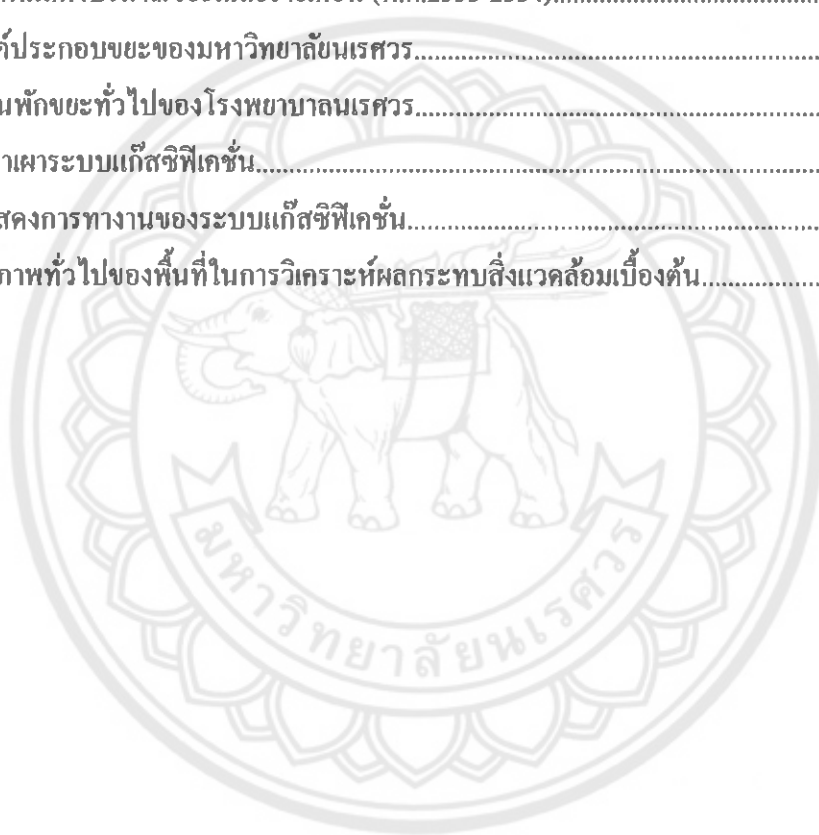 ค์ประกอบขยะของมหาวิทยาลัยนเรศวร
นพักขยะทั่วไปของโรงพยาบาลนเรศวร
าเผาระบบแก๊สซิฟิเคชั่น
สดงการทางานของระบบแก๊สซิฟิเคชั่น
ภาพทั่วไปของพื้นที่ในการวิเคราะห์ผลกระทบสิ่งแวดล้อมเบื้องต้น
มหาวิทยาลัยนเรศวร